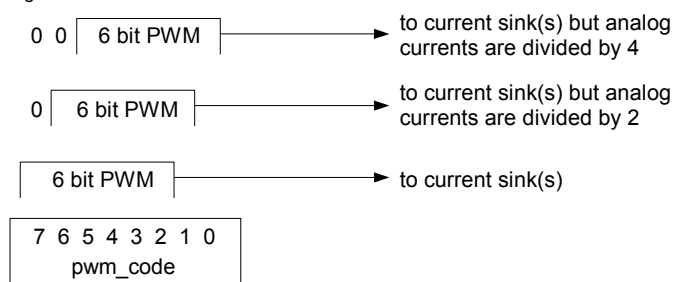 0 0 6 bit PWM to current sink(s) but analog
currents are divided by 4
0 6 bit PWM to current sink(s) but analog
currents are divided by 2
6 bit PWM to current sink(s)
7 6 5 4 3 2 1 0
pwm_code